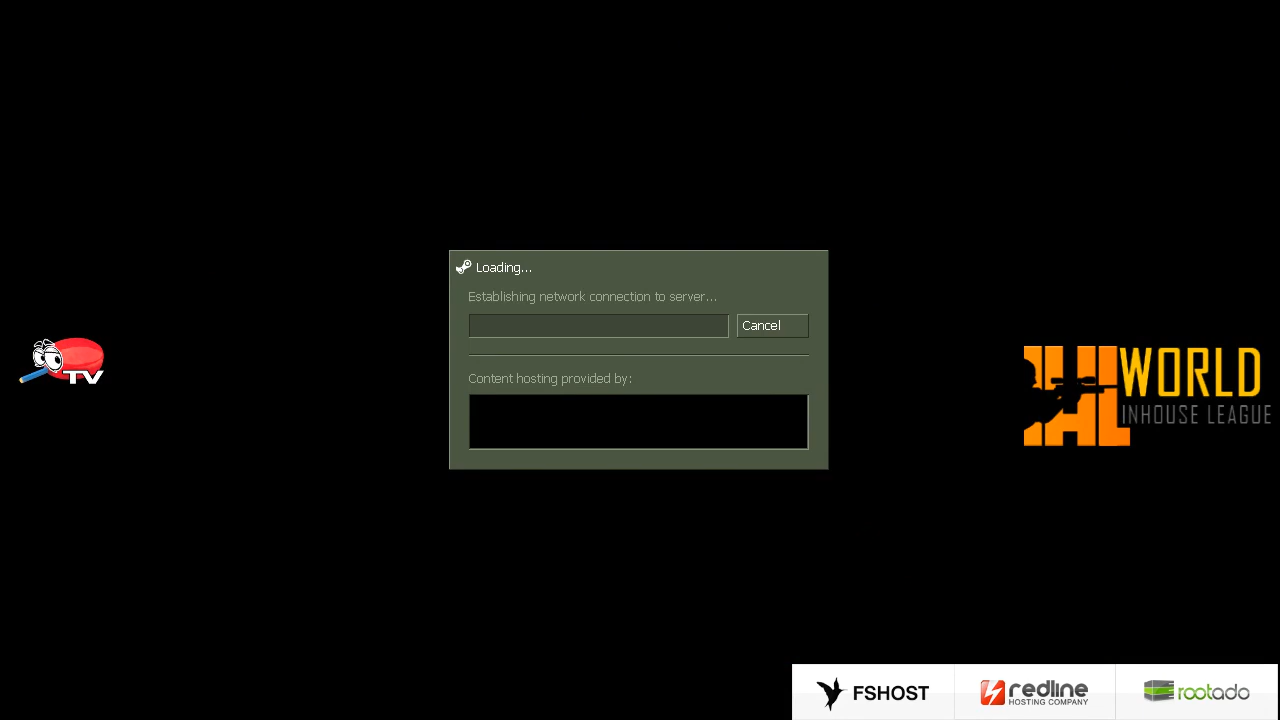 Loading...
Establishing network connection to server...
Cancel
Content hosting provided by:
TV
IHL WORLD
INHOUSE LEAGUE
FSHOST
redline
HOSTING COMPANY
rootado